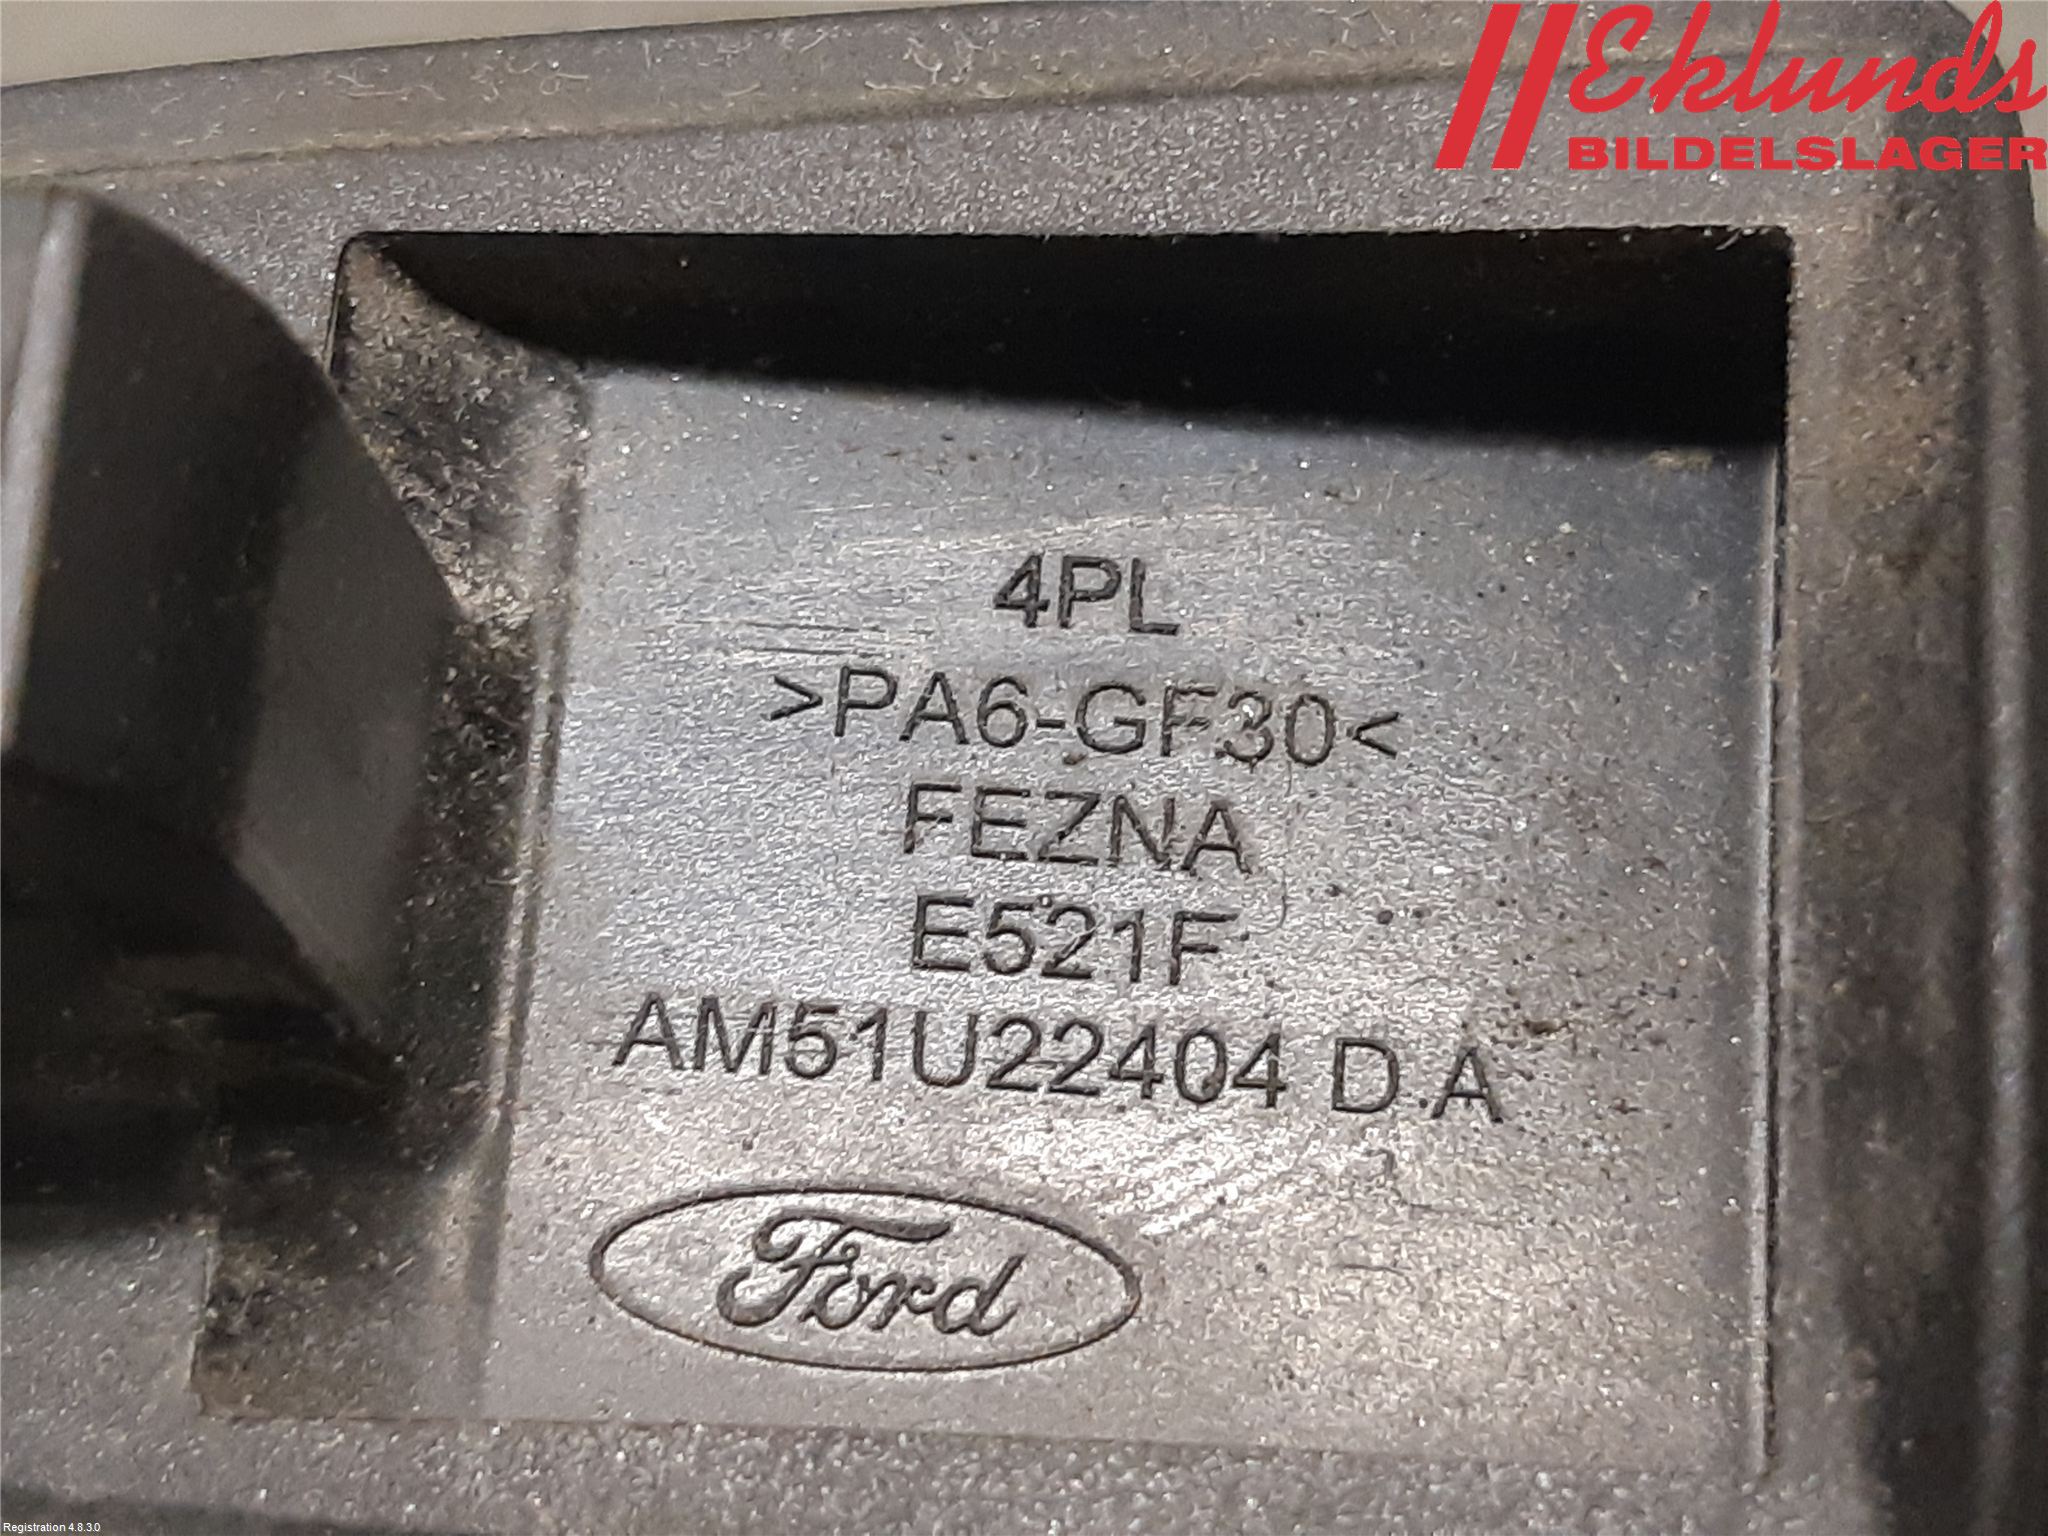 Eklunds
BILDELSLAGER
4PL
>PA6-GF30<
FEZNA
E521F
AM51U22404 D.A
Ford
Registration 4.8.3.0